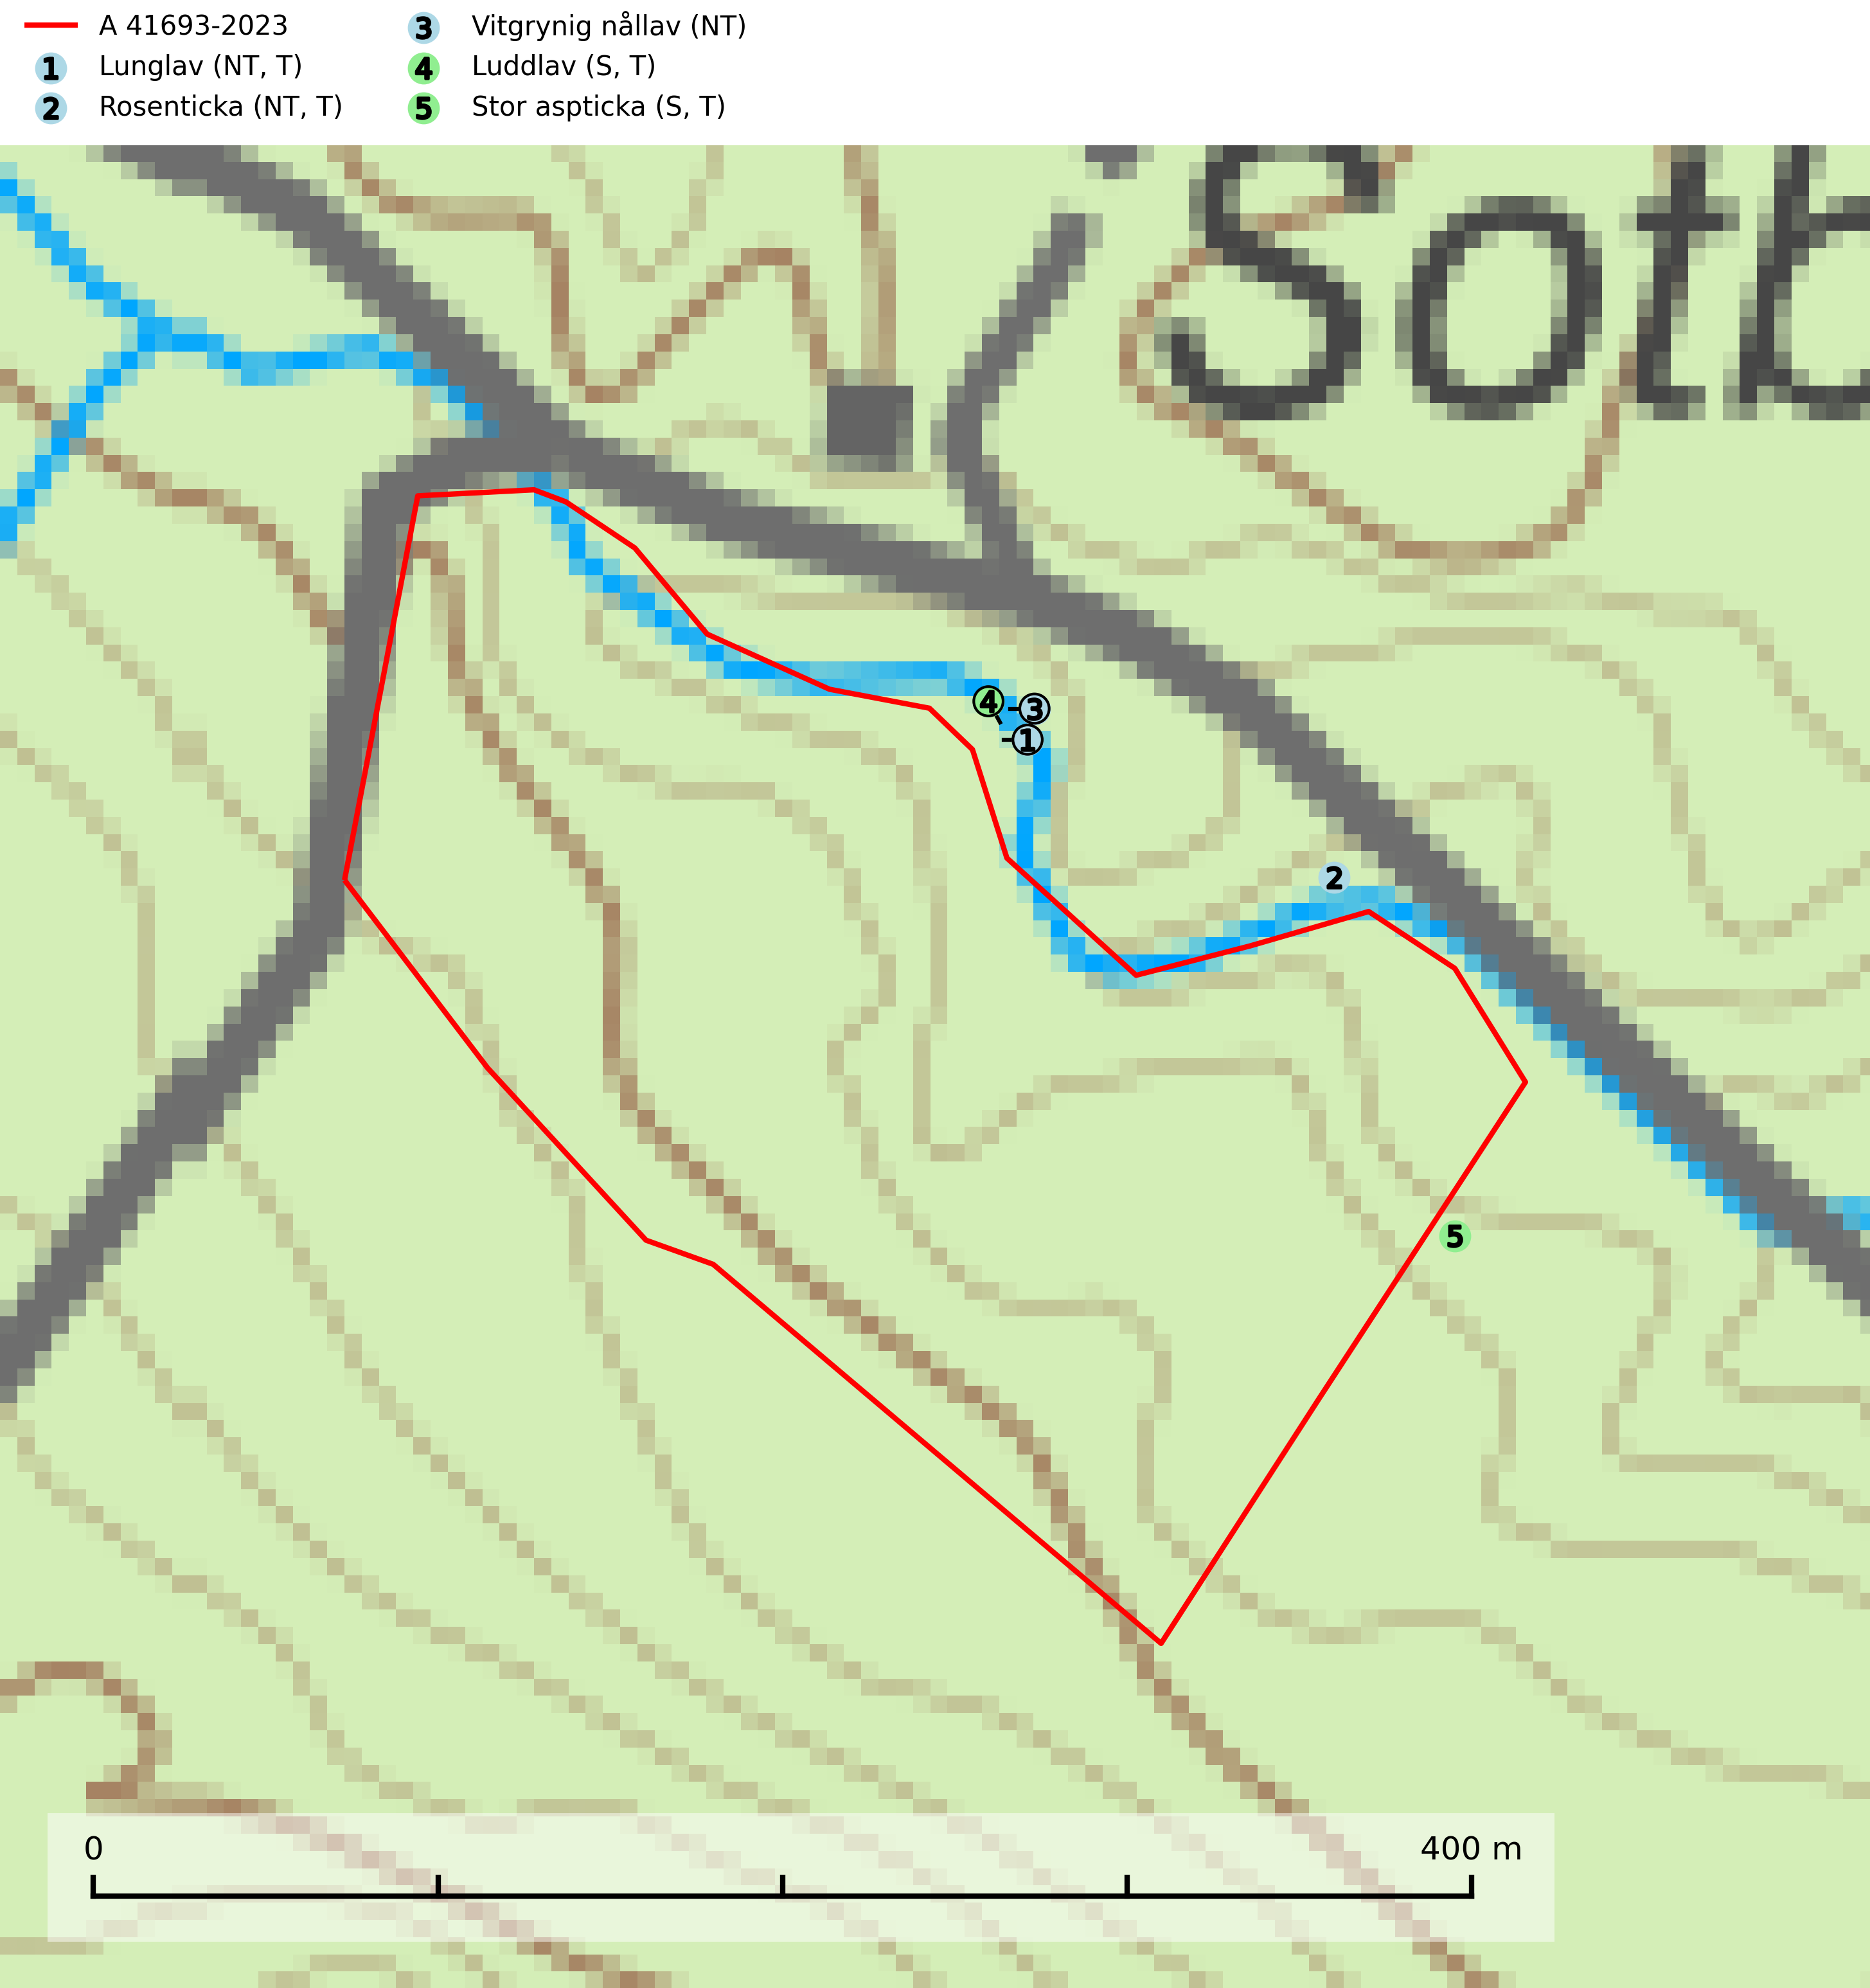 A 41693-2023
1 Lunglav (NT, T)
2 Rosenticka (NT, T)
3 Vitgrynig nållav (NT)
4 Luddlav (S, T)
5 Stor aspticka (S, T)
4
3
1
2
5
0 400 m